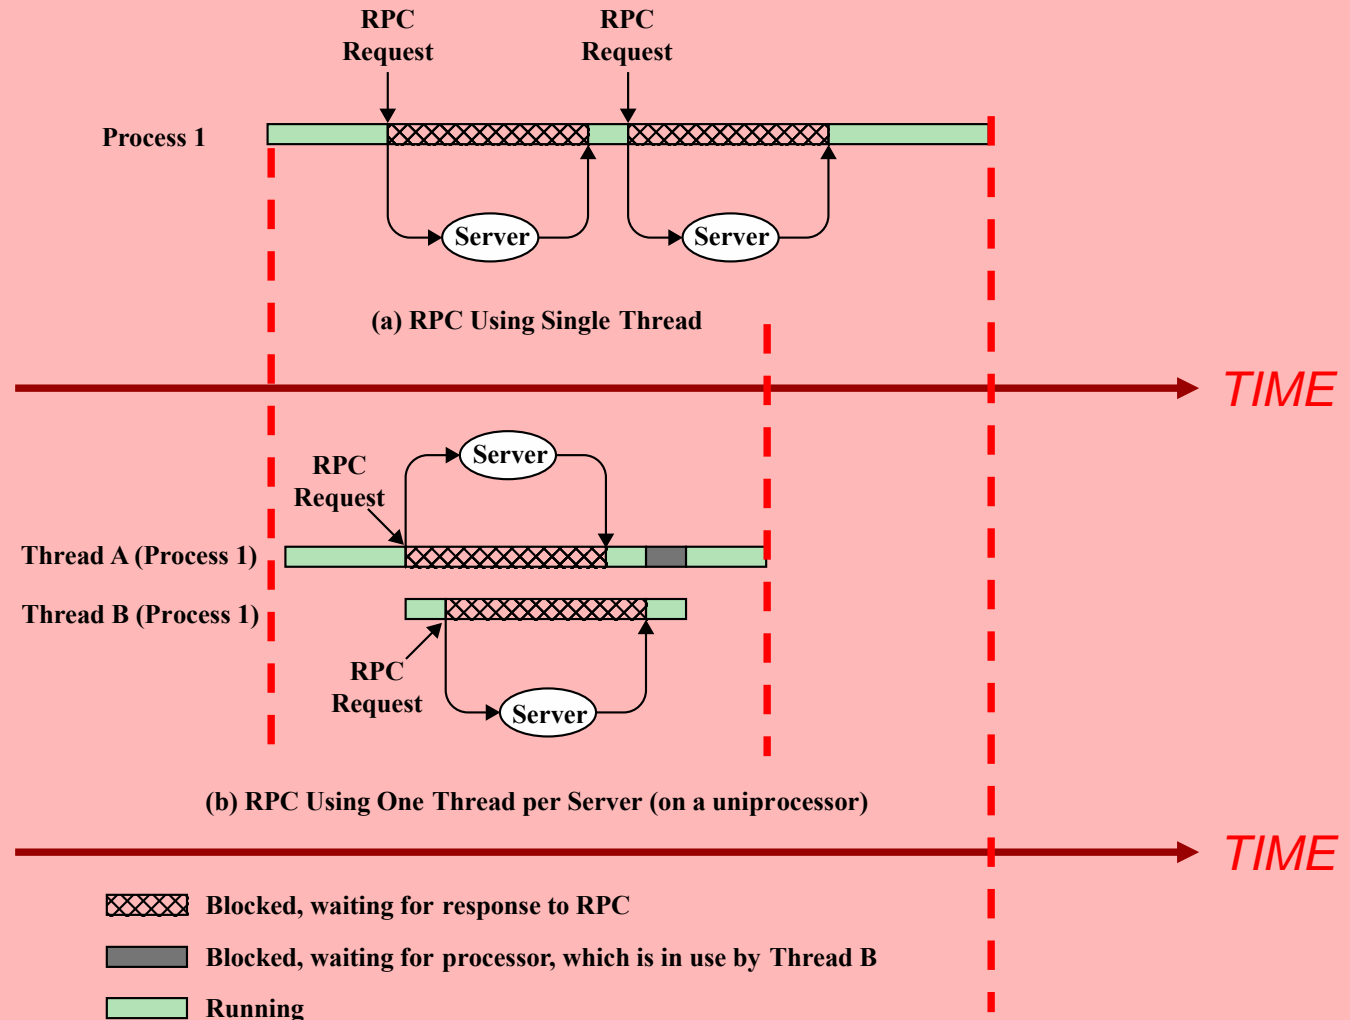 RPC
Request
RPC
Request
Process 1
Server
Server
(a) RPC Using Single Thread
TIME
Server
RPC
Request
Thread A (Process 1)
Thread B (Process 1)
RPC
Request
Server
(b) RPC Using One Thread per Server (on a uniprocessor)
TIME
Blocked, waiting for response to RPC
Blocked, waiting for processor, which is in use by Thread B
Running